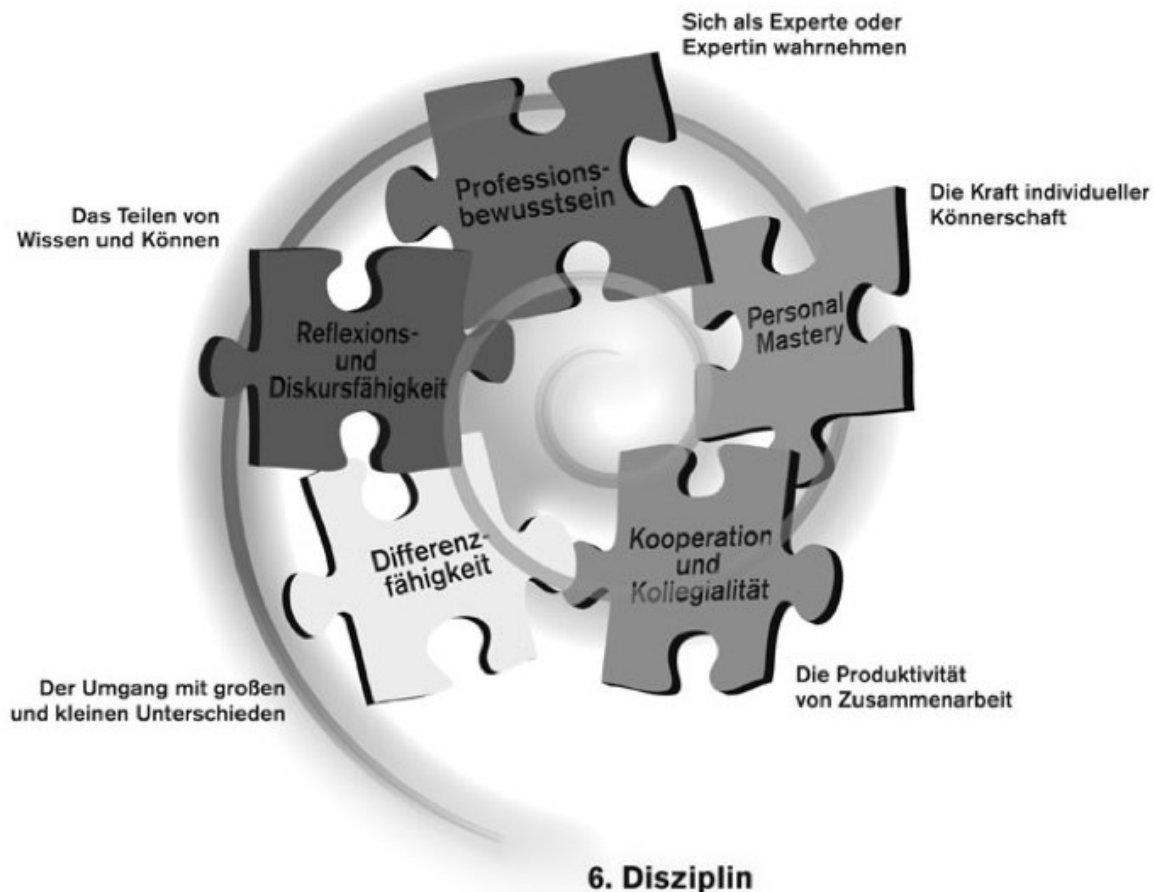 Sich als Experte oder
Expertin wahrnehmen
Professions-
bewusstsein
Die Kraft individueller
Könnerschaft
Das Teilen von
Wissen und Können
Personal
Mastery
Reflexions-
und
Diskursfähigkeit
Differenz-
fähigkeit
Kooperation
und
Kollegialität
Die Produktivität
von Zusammenarbeit
Der Umgang mit großen
und kleinen Unterschieden
6. Disziplin